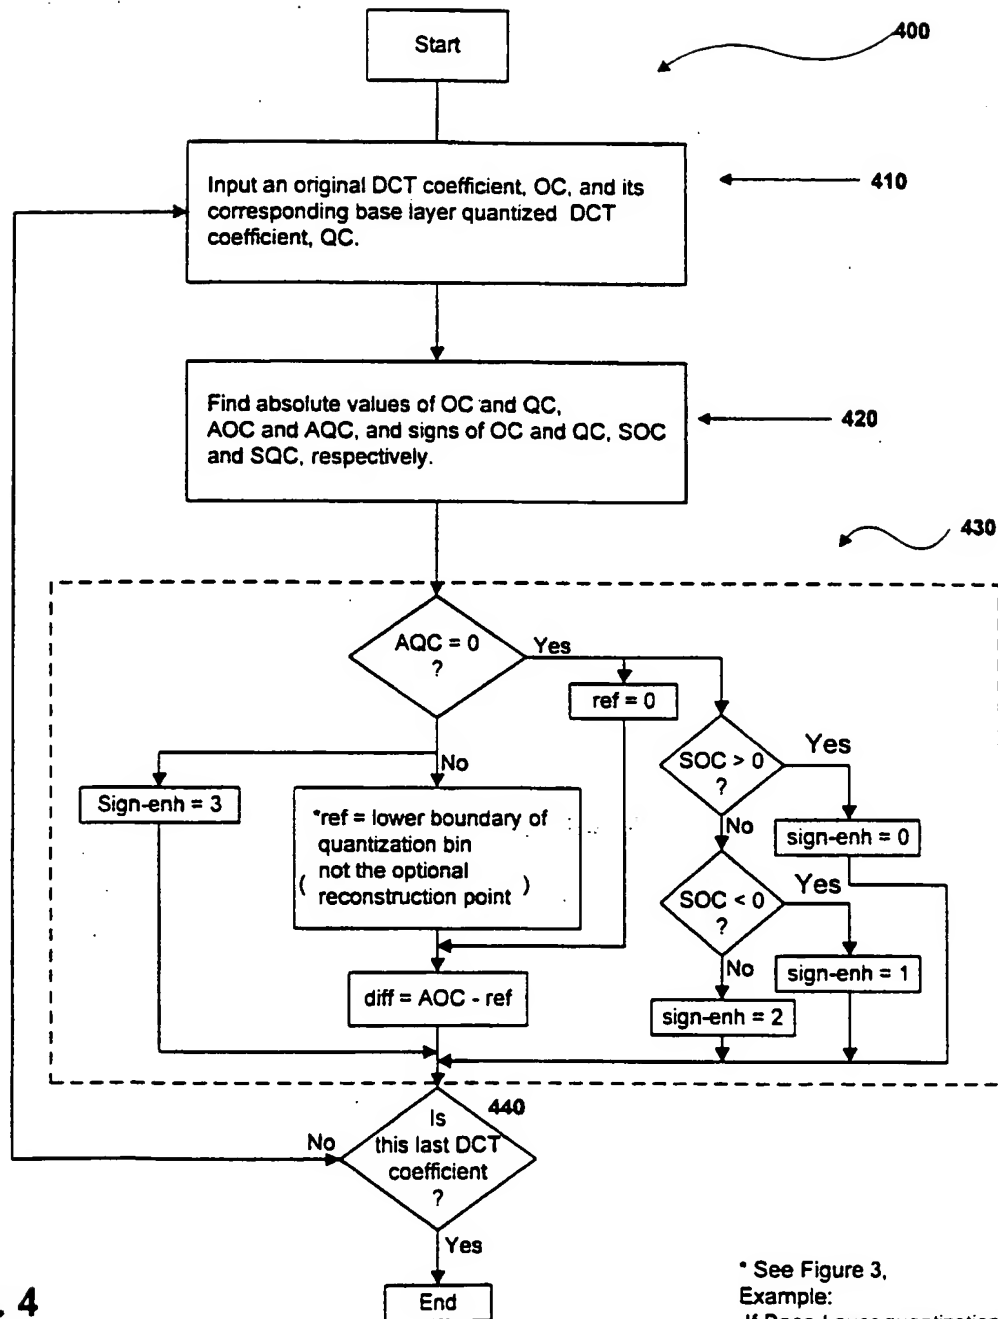 Start
400
Input an original DCT coefficient, OC, and its
corresponding base layer quantized DCT
coefficient, QC.
410
Find absolute values of OC and QC,
AOC and AQC, and signs of OC and QC, SOC
and SQC, respectively.
420
430
AQC = 0
?
Yes
ref = 0
No
SOC > 0
?
Yes
Sign-enh = 3
*ref = lower boundary of
quantization bin
not the optional
( reconstruction point )
No
sign-enh = 0
SOC < 0
?
Yes
diff = AOC - ref
No
sign-enh = 1
sign-enh = 2
440
Is
this last DCT
coefficient
?
No
Yes
End
. 4
* See Figure 3,
Example: